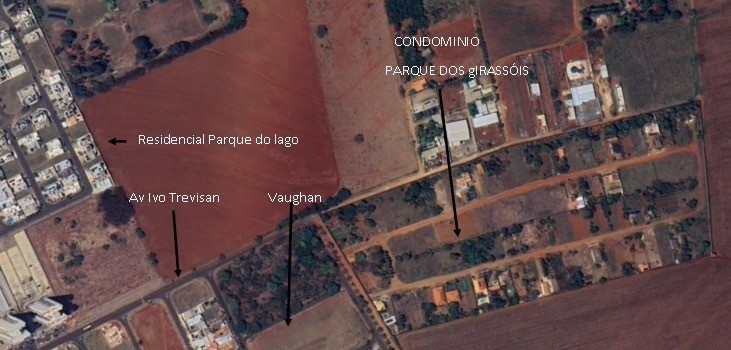 CONDOMINIO
PARQUE DOS gIRASSÓIS
Residencial Parque do lago
Av Ivo Trevisan
Vaughan